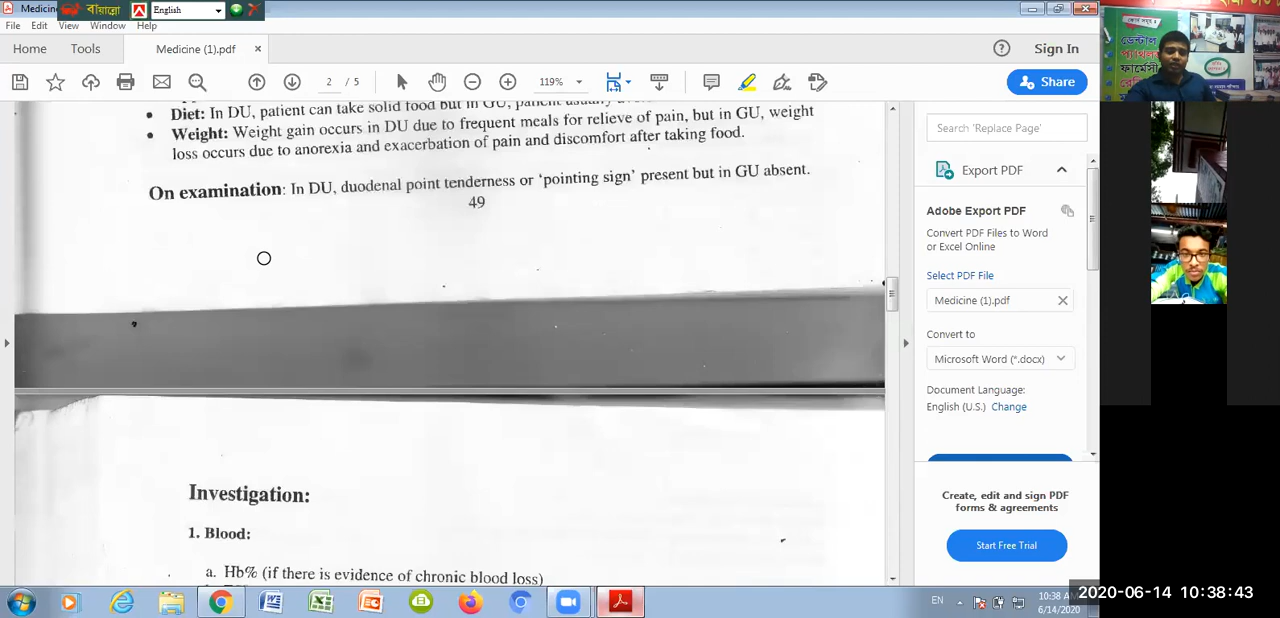 Medicin
বাঁয়ান্নো
English
File Edit View Window Help
Home Tools Medicine (1).pdf × Sign In
2 / 5 119% Share
• Diet: In DU, patient can take solid food but in GU, patient usually
• Weight: Weight gain occurs in DU due to frequent meals for relieve of pain, but in GU, weight
loss occurs due to anorexia and exacerbation of pain and discomfort after taking food.
On examination: In DU, duodenal point tenderness or 'pointing sign' present but in GU absent.
49
Investigation:
1. Blood:
a. Hb% (if there is evidence of chronic blood loss)
Search 'Replace Page'
Export PDF
Adobe Export PDF
Convert PDF Files to Word
or Excel Online
Select PDF File
Medicine (1).pdf
Convert to
Microsoft Word (*.docx)
Document Language:
English (U.S.) Change
Create, edit and sign PDF
forms & agreements
Start Free Trial
ডেন্টাল
প্যাথলজি
ফার্মেসী
EN
10:38 AM
6/14/2020
2020-06-14 10:38:43